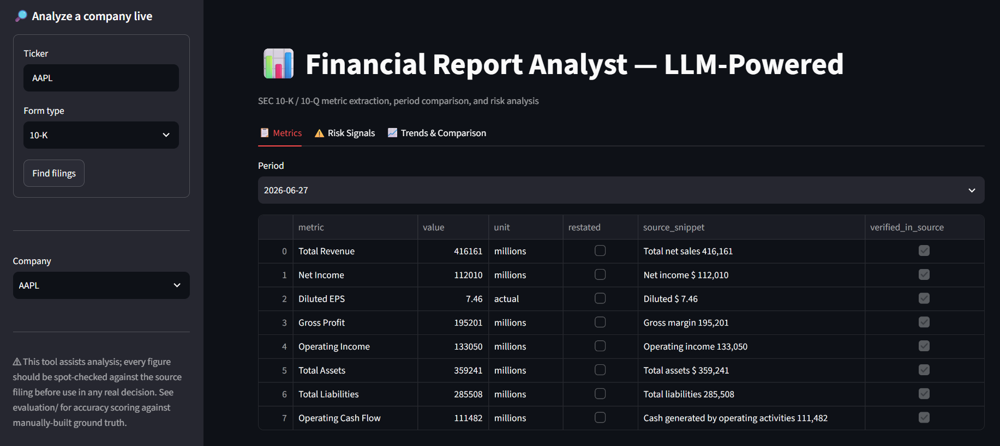 Analyze a company live
Ticker
AAPL
Form type
10-K
Find filings
Company
AAPL
⚠ This tool assists analysis; every figure
should be spot-checked against the source
filing before use in any real decision. See
evaluation/ for accuracy scoring against
manually-built ground truth.
Financial Report Analyst — LLM-Powered
SEC 10-K / 10-Q metric extraction, period comparison, and risk analysis
Metrics Risk Signals Trends & Comparison
Period
2026-06-27
metric value unit restated source_snippet verified_in_source
0 Total Revenue 416161 millions Total net sales 416,161
1 Net Income 112010 millions Net income $ 112,010
2 Diluted EPS 7.46 actual Diluted $ 7.46
3 Gross Profit 195201 millions Gross margin 195,201
4 Operating Income 133050 millions Operating income 133,050
5 Total Assets 359241 millions Total assets $ 359,241
6 Total Liabilities 285508 millions Total liabilities 285,508
7 Operating Cash Flow 111482 millions Cash generated by operating activities 111,482